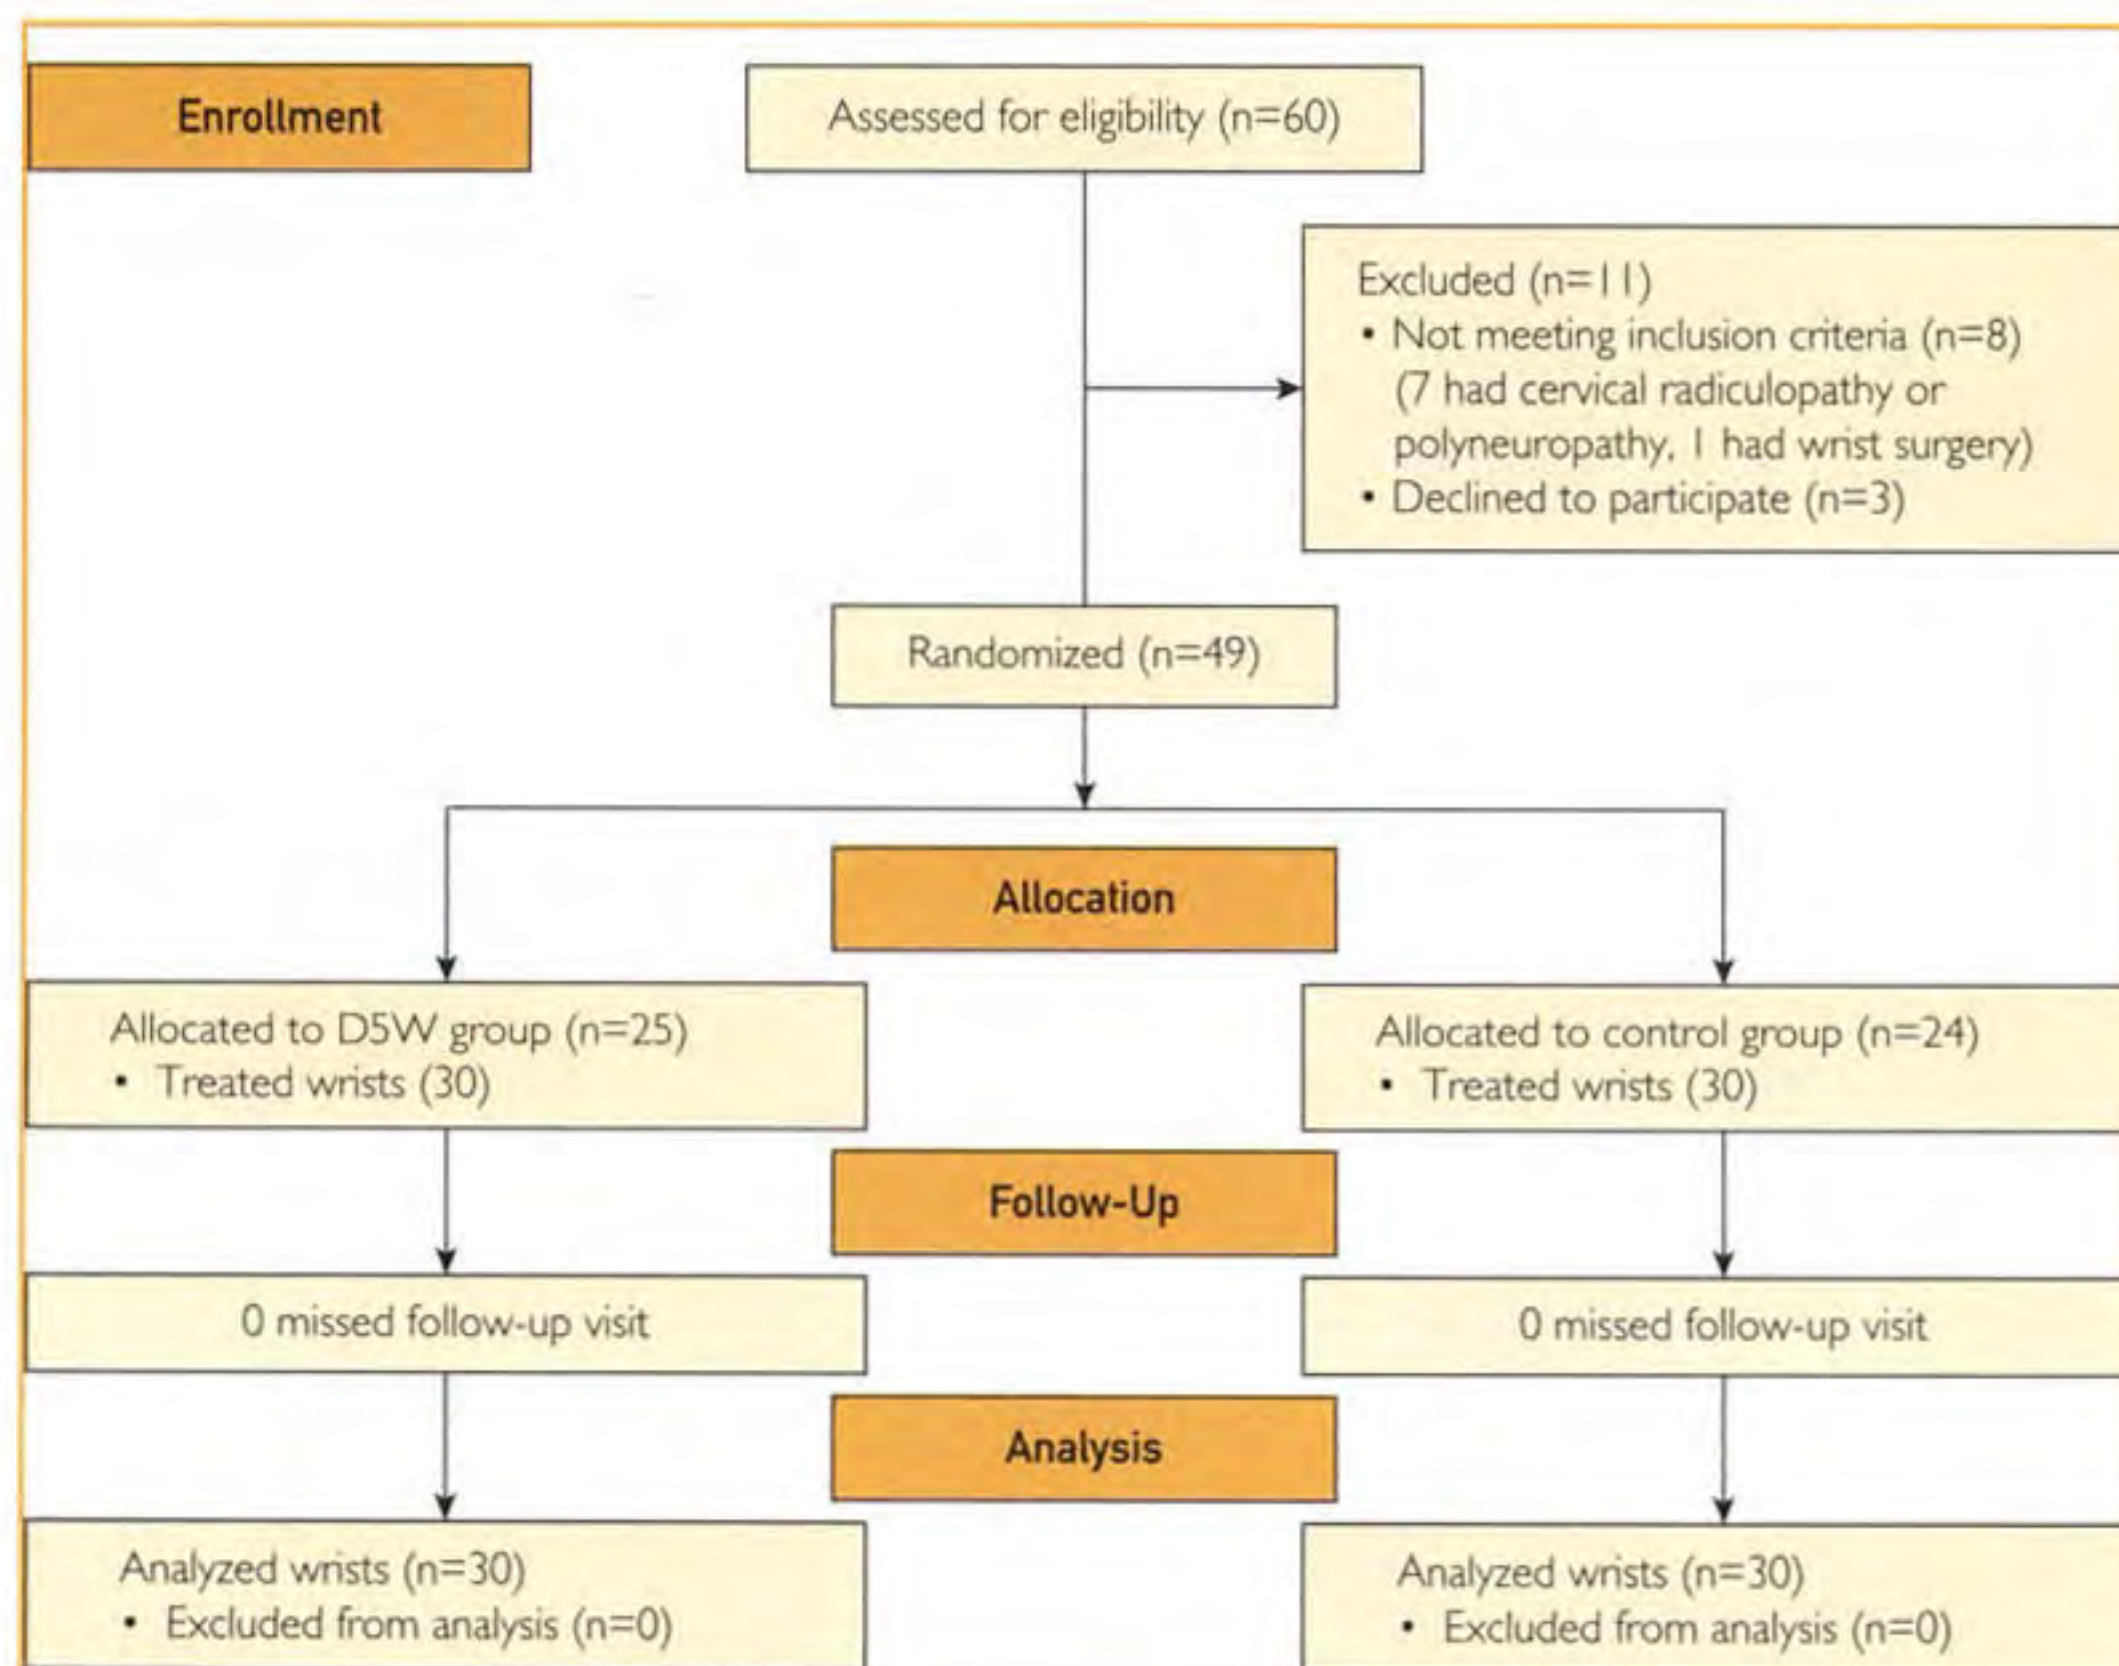 Enrollment
Assessed for eligibility (n=60)
Excluded (n=11)
• Not meeting inclusion criteria (n=8)
(7 had cervical radiculopathy or
polyneuropathy, 1 had wrist surgery)
• Declined to participate (n=3)
Randomized (n=49)
Allocation
Allocated to D5W group (n=25)
• Treated wrists (30)
Allocated to control group (n=24)
• Treated wrists (30)
Follow-Up
0 missed follow-up visit
0 missed follow-up visit
Analysis
Analyzed wrists (n=30)
• Excluded from analysis (n=0)
Analyzed wrists (n=30)
• Excluded from analysis (n=0)